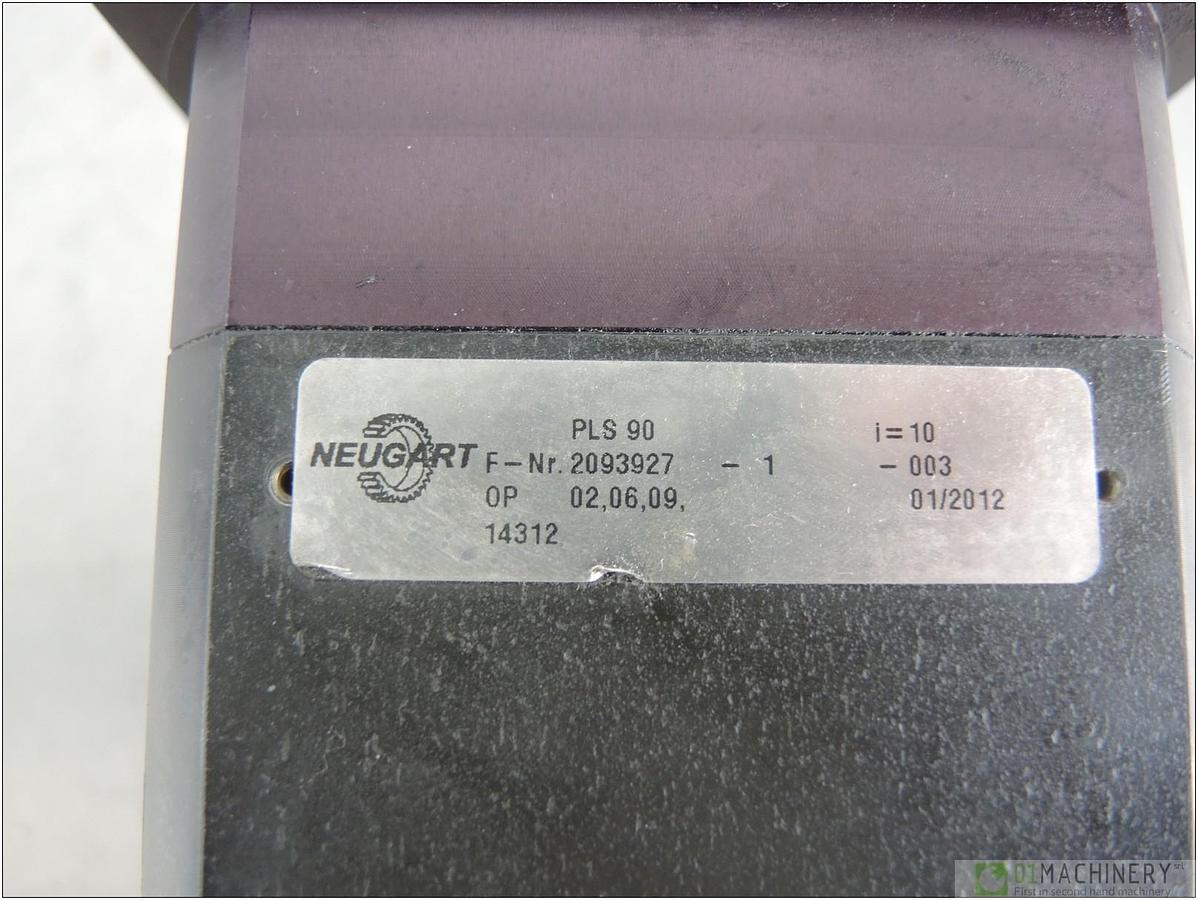 NEUGART
PLS 90 i=10
F-Nr. 2093927 - 1 - 003
OP 02,06,09, 01/2012
14312
01MACHINERY srl
First in second hand machinery